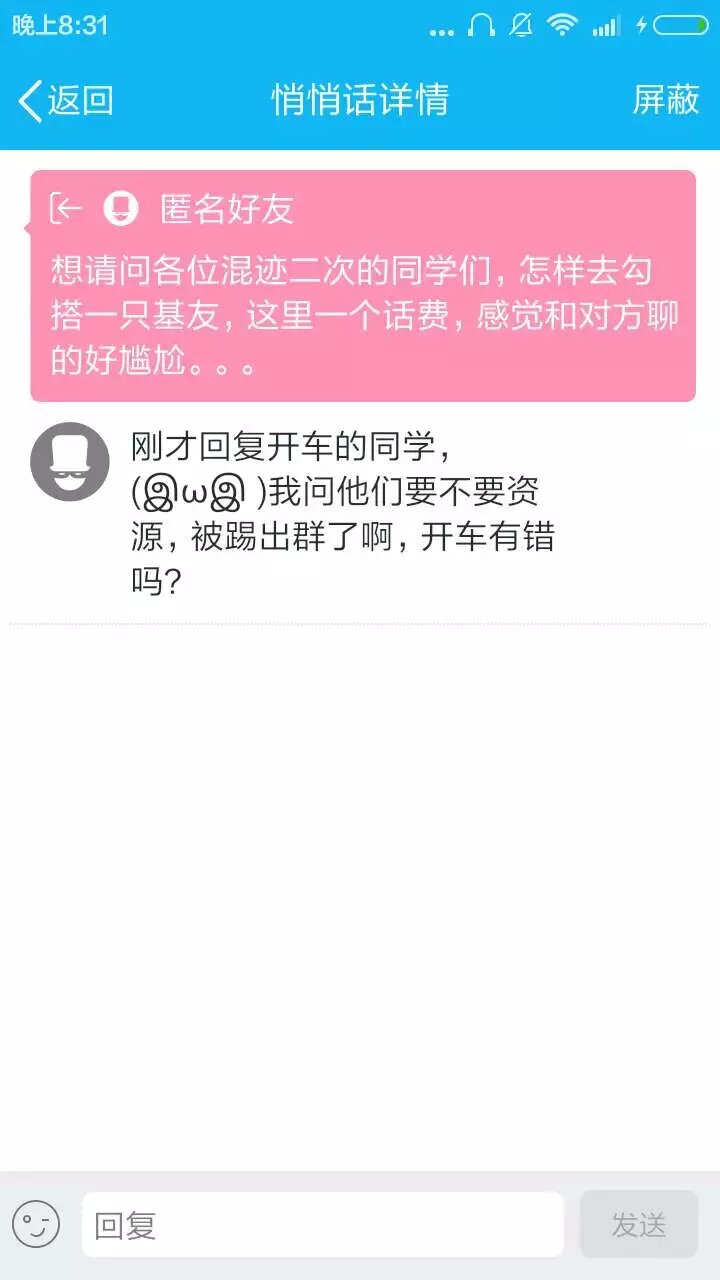 晚上8:31
返回
悄悄话详情
屏蔽
匿名好友
想请问各位混迹二次的同学们，怎样去勾
搭一只基友，这里一个话费，感觉和对方聊
的好尴尬。。。
刚才回复开车的同学，
(இωஇ )我问他们要不要资
源，被踢出群了啊，开车有错
吗?
回复
发送